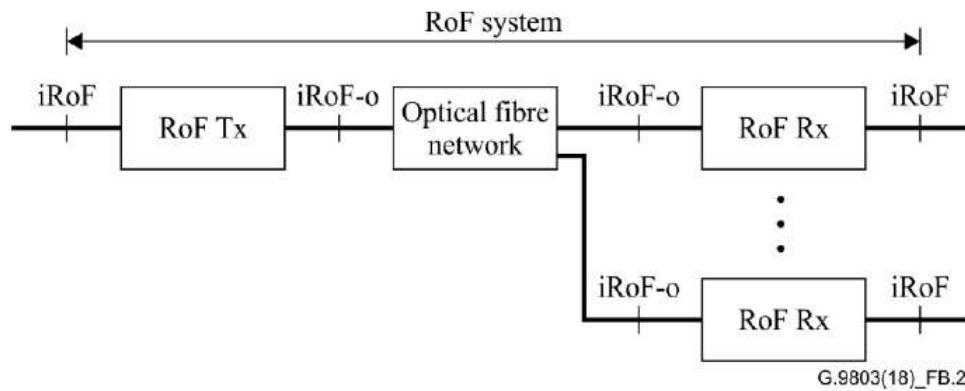 RoF system
iRoF
RoF Tx
iRoF-o
Optical fibre
network
iRoF-o
RoF Rx
iRoF
iRoF-o
RoF Rx
iRoF
G.9803(18)_FB.2